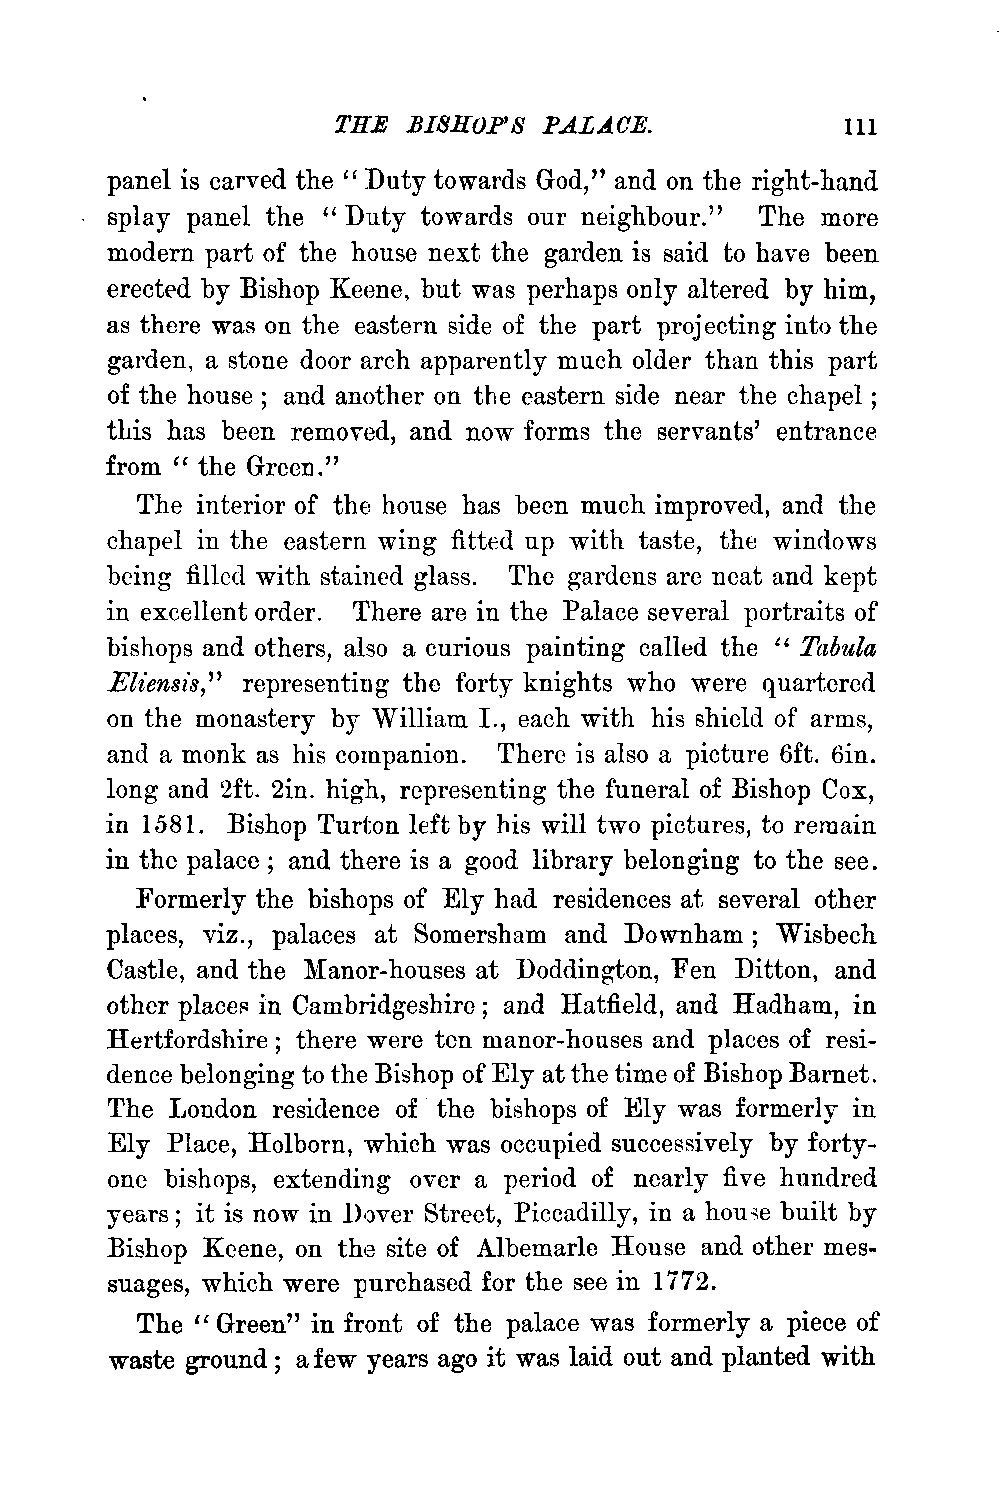 THE BISHOP'S PALACE. 111
panel is carved the "Duty towards God," and on the right-hand
splay panel the "Duty towards our neighbour." The more
modern part of the house next the garden is said to have been
erected by Bishop Keene, but was perhaps only altered by him,
as there was on the eastern side of the part projecting into the
garden, a stone door arch apparently much older than this part
of the house; and another on the eastern side near the chapel;
this has been removed, and now forms the servants' entrance
from "the Green."
The interior of the house has been much improved, and the
chapel in the eastern wing fitted up with taste, the windows
being filled with stained glass. The gardens are neat and kept
in excellent order. There are in the Palace several portraits of
bishops and others, also a curious painting called the "Tabula
Eliensis," representing the forty knights who were quartered
on the monastery by William I., each with his shield of arms,
and a monk as his companion. There is also a picture 6ft. 6in.
long and 2ft. 2in. high, representing the funeral of Bishop Cox,
in 1581. Bishop Turton left by his will two pictures, to remain
in the palace; and there is a good library belonging to the see.
Formerly the bishops of Ely had residences at several other
places, viz., palaces at Somersham and Downham; Wisbech
Castle, and the Manor-houses at Doddington, Fen Ditton, and
other places in Cambridgeshire; and Hatfield, and Hadham, in
Hertfordshire; there were ten manor-houses and places of resi-
dence belonging to the Bishop of Ely at the time of Bishop Barnet.
The London residence of the bishops of Ely was formerly in
Ely Place, Holborn, which was occupied successively by forty-
one bishops, extending over a period of nearly five hundred
years; it is now in Dover Street, Piccadilly, in a house built by
Bishop Keene, on the site of Albemarle House and other mes-
suages, which were purchased for the see in 1772.
The "Green" in front of the palace was formerly a piece of
waste ground; a few years ago it was laid out and planted with